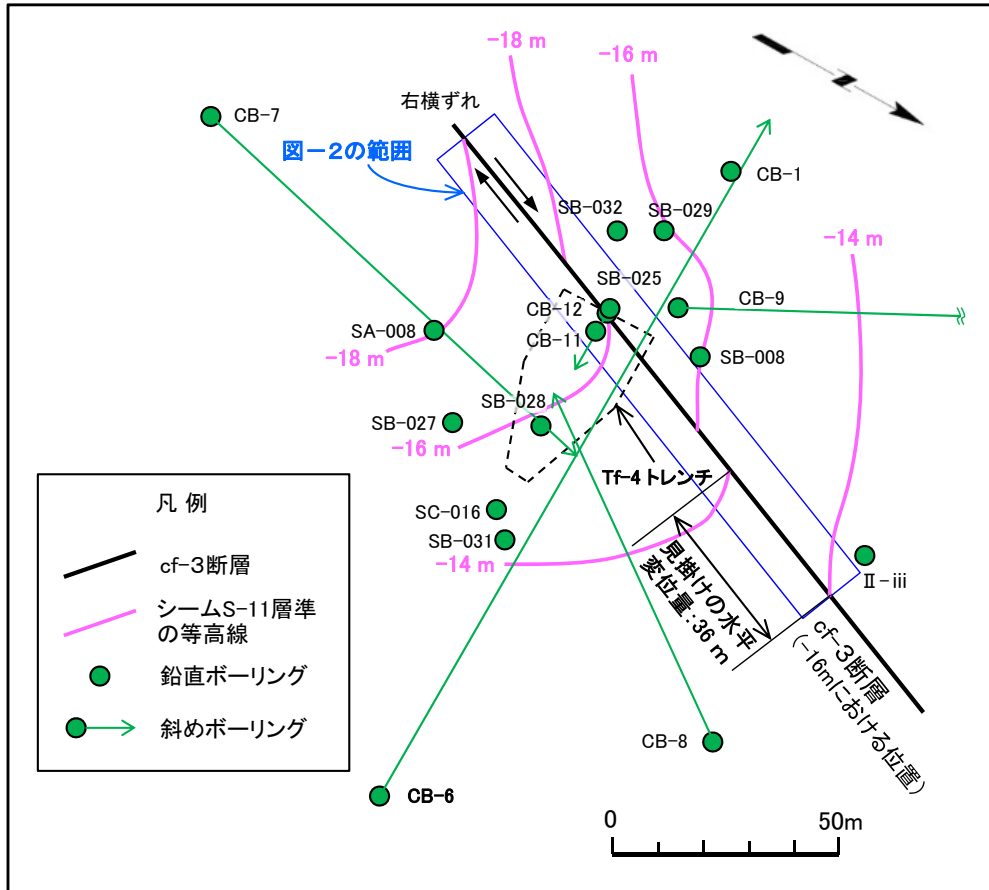 -18 m
-16 m
右横ずれ
CB-7
図-2の範囲
CB-1
SB-032
SB-029
-14 m
SB-025
CB-12
CB-9
CB-11
SA-008
-18 m
SB-008
SB-028
SB-027
-16 m
Tf-4トレンチ
凡 例
cf-3断層
シームS-11層準
の等高線
鉛直ボーリング
斜めボーリング
SC-016
SB-031
-14 m
見掛けの水平
変位量:36 m
Ⅱ-ⅲ
cf-3断層
(-16mにおける位置)
CB-8
CB-6
0
50m